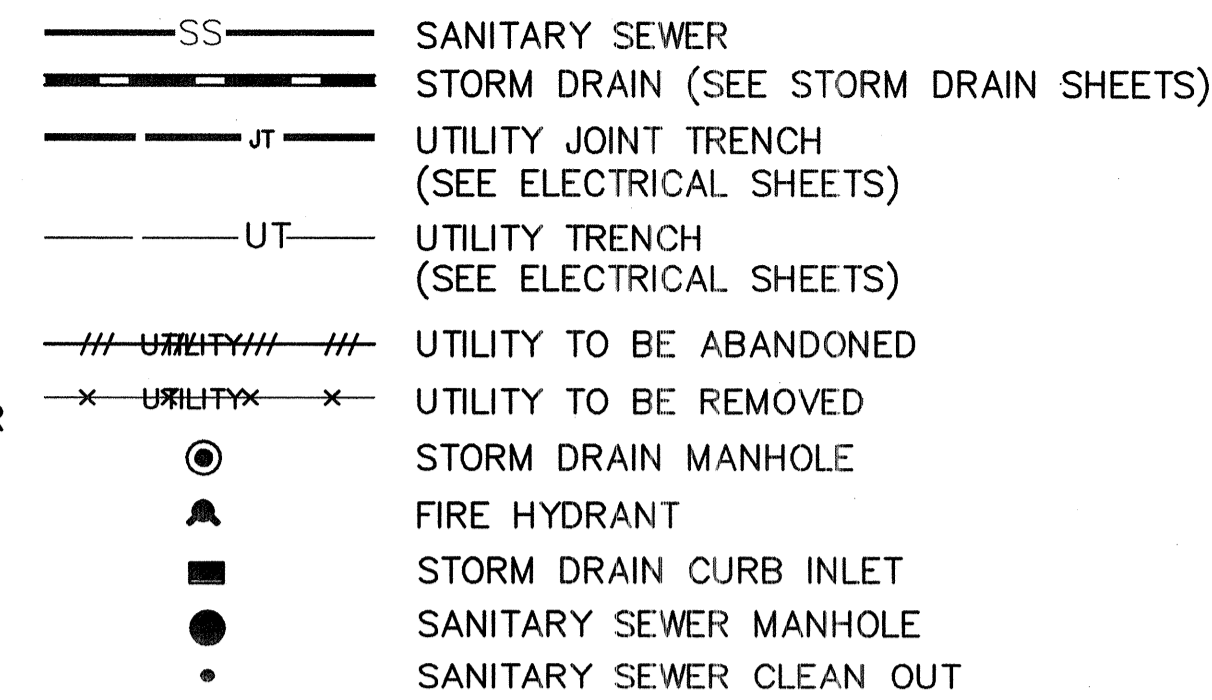 SS SANITARY SEWER
STORM DRAIN (SEE STORM DRAIN SHEETS)
JT UTILITY JOINT TRENCH
(SEE ELECTRICAL SHEETS)
UT UTILITY TRENCH
(SEE ELECTRICAL SHEETS)
/// UTILITY/// /// UTILITY TO BE ABANDONED
× UTILITY× × UTILITY TO BE REMOVED
R
STORM DRAIN MANHOLE
FIRE HYDRANT
STORM DRAIN CURB INLET
SANITARY SEWER MANHOLE
SANITARY SEWER CLEAN OUT